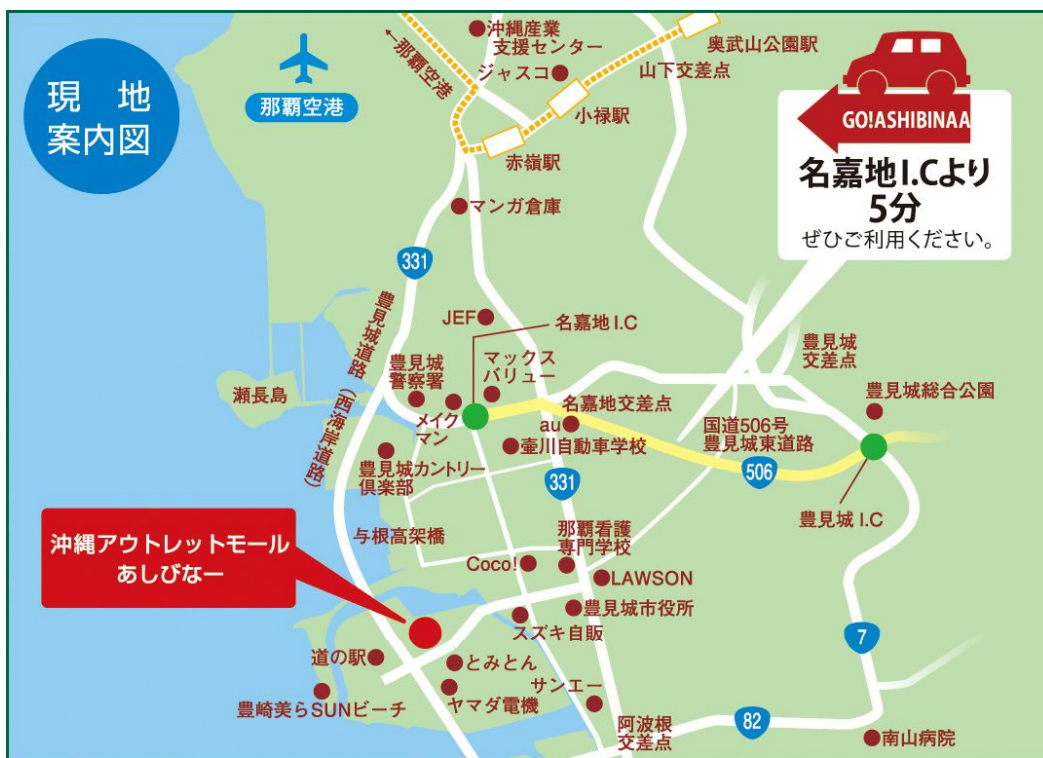 現 地
案内図
那覇空港
←那覇空港
沖縄産業
支援センター
ジャスコ
奥武山公園駅
山下交差点
小禄駅
赤嶺駅
マンガ倉庫
GO!ASHIBINAA
名嘉地I.Cより
5分
ぜひご利用ください。
331
豊見城道路(西海岸道路)
JEF
名嘉地 I.C
豊見城
警察署
マックス
バリュー
メイク
マン
瀬長島
名嘉地交差点
au
壷川自動車学校
豊見城
交差点
豊見城総合公園
国道506号
豊見城東道路
506
豊見城 I.C
豊見城カントリー
倶楽部
331
与根高架橋
那覇看護
専門学校
Coco!
LAWSON
豊見城市役所
スズキ自販
沖縄アウトレットモール
あしびなー
道の駅
とみとん
ヤマダ電機
豊崎美らSUNビーチ
サンエー
阿波根
交差点
7
82
南山病院